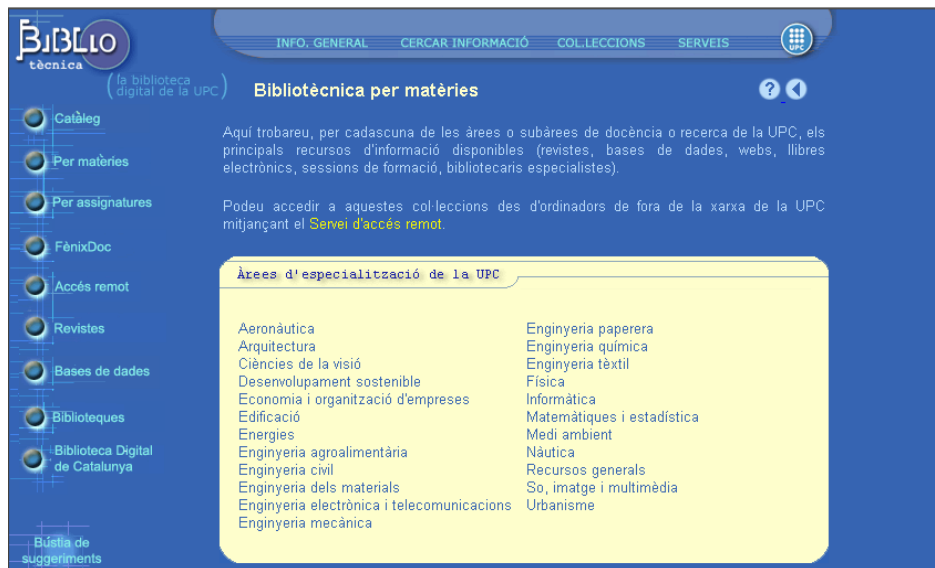 BIBLIO
tècnica
(la biblioteca
digital de la UPC)
INFO. GENERAL CERCAR INFORMACIÓ COL.LECCIONS SERVEIS
UPC
Bibliotècnica per matèries
?
Catàleg
Per matèries
Per assignatures
FènixDoc
Accés remot
Revistes
Bases de dades
Biblioteques
Biblioteca Digital
de Catalunya
Bústia de
suggeriments
Aquí trobareu, per cadascuna de les àrees o subàrees de docència o recerca de la UPC, els
principals recursos d'informació disponibles (revistes, bases de dades, webs, llibres
electrònics, sessions de formació, bibliotecaris especialistes).
Podeu accedir a aquestes col·leccions des d'ordinadors de fora de la xarxa de la UPC
mitjançant el Servei d'accés remot.
Àrees d'especialització de la UPC
Aeronàutica
Arquitectura
Ciències de la visió
Desenvolupament sostenible
Economia i organització d'empreses
Edificació
Energies
Enginyeria agroalimentària
Enginyeria civil
Enginyeria dels materials
Enginyeria electrònica i telecomunicacions
Enginyeria mecànica
Enginyeria paperera
Enginyeria química
Enginyeria tèxtil
Física
Informàtica
Matemàtiques i estadística
Medi ambient
Nàutica
Recursos generals
So, imatge i multimèdia
Urbanisme